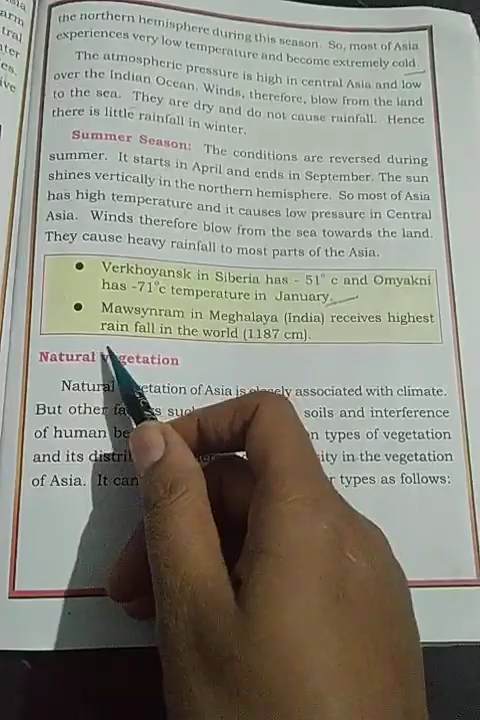 sia
arm
tral
ter
es.
ive
the northern hemisphere during this season. So, most of Asia
experiences very low temperature and become extremely cold.
The atmospheric pressure is high in central Asia and low
over the Indian Ocean. Winds, therefore, blow from the land
to the sea. They are dry and do not cause rainfall. Hence
there is little rainfall in winter.
Summer Season: The conditions are reversed during
summer. It starts in April and ends in September. The sun
shines vertically in the northern hemisphere. So most of Asia
has high temperature and it causes low pressure in Central
Asia. Winds therefore blow from the sea towards the land.
They cause heavy rainfall to most parts of the Asia.
● Verkhoyansk in Siberia has - 51° c and Omyakni
has -71°c temperature in January.
● Mawsynram in Meghalaya (India) receives highest
rain fall in the world (1187 cm).
Natural vegetation
Natural vegetation of Asia is closely associated with climate.
But other soils and interference
of human types of vegetation
and its in the vegetation
of Asia. It can types as follows: